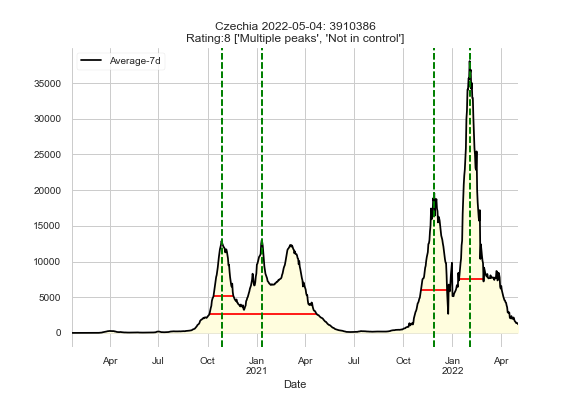 Czechia 2022-05-04: 3910386
Rating:8 ['Multiple peaks', 'Not in control']
Average-7d
35000
30000
25000
20000
15000
10000
5000
0
Apr Jul Oct Jan Apr Jul Oct Jan Apr
2021 2022
Date